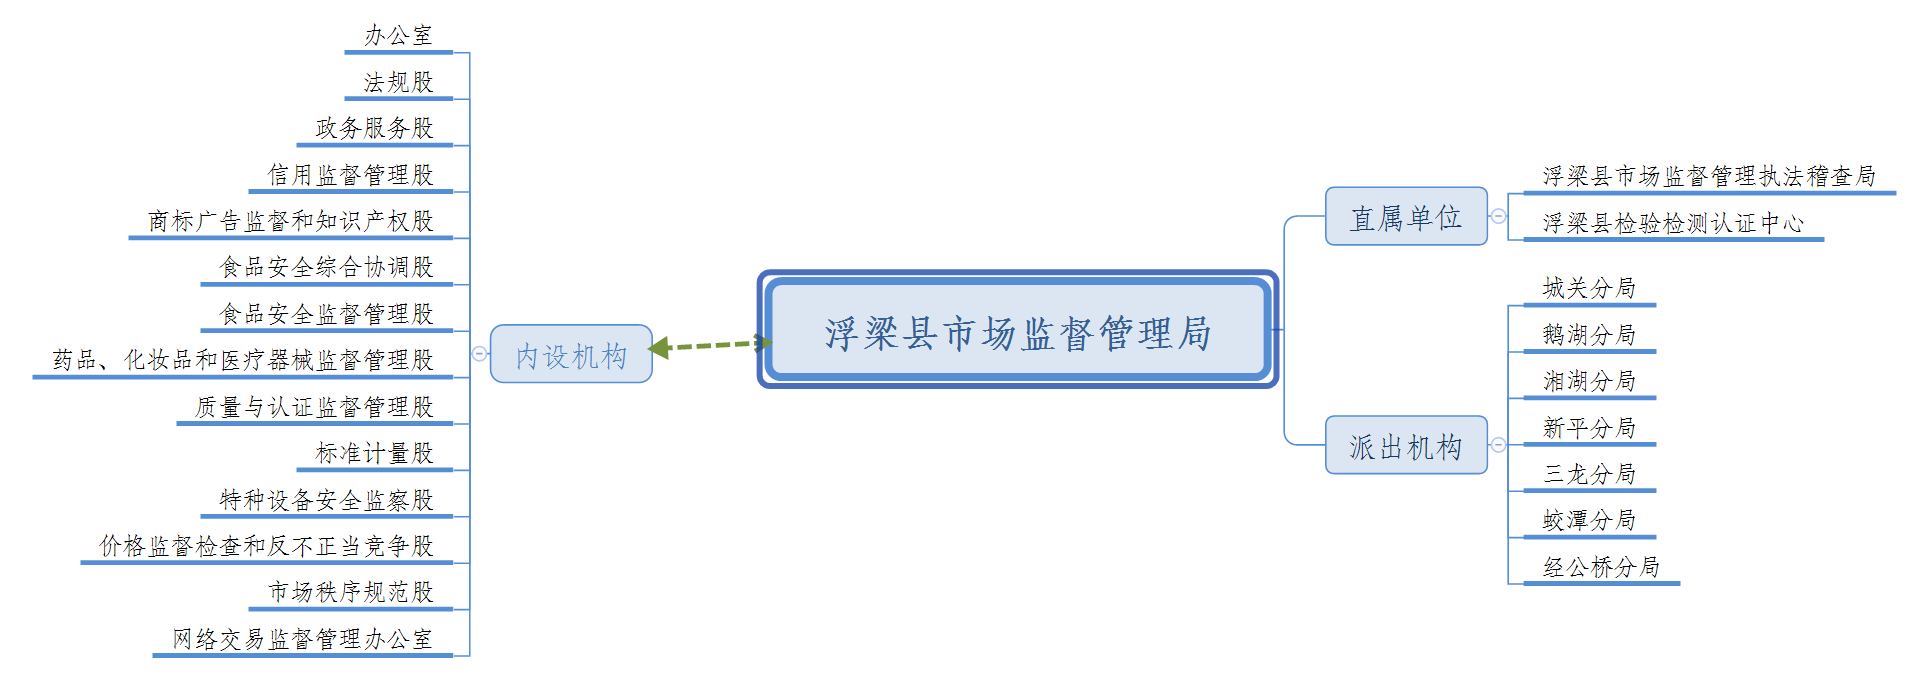 办公室
法规股
政务服务股
信用监督管理股
商标广告监督和知识产权股
食品安全综合协调股
食品安全监督管理股
药品、化妆品和医疗器械监督管理股
质量与认证监督管理股
标准计量股
特种设备安全监察股
价格监督检查和反不正当竞争股
市场秩序规范股
网络交易监督管理办公室
内设机构
浮梁县市场监督管理局
直属单位
浮梁县市场监督管理执法稽查局
浮梁县检验检测认证中心
派出机构
城关分局
鹅湖分局
湘湖分局
新平分局
三龙分局
蛟潭分局
经公桥分局